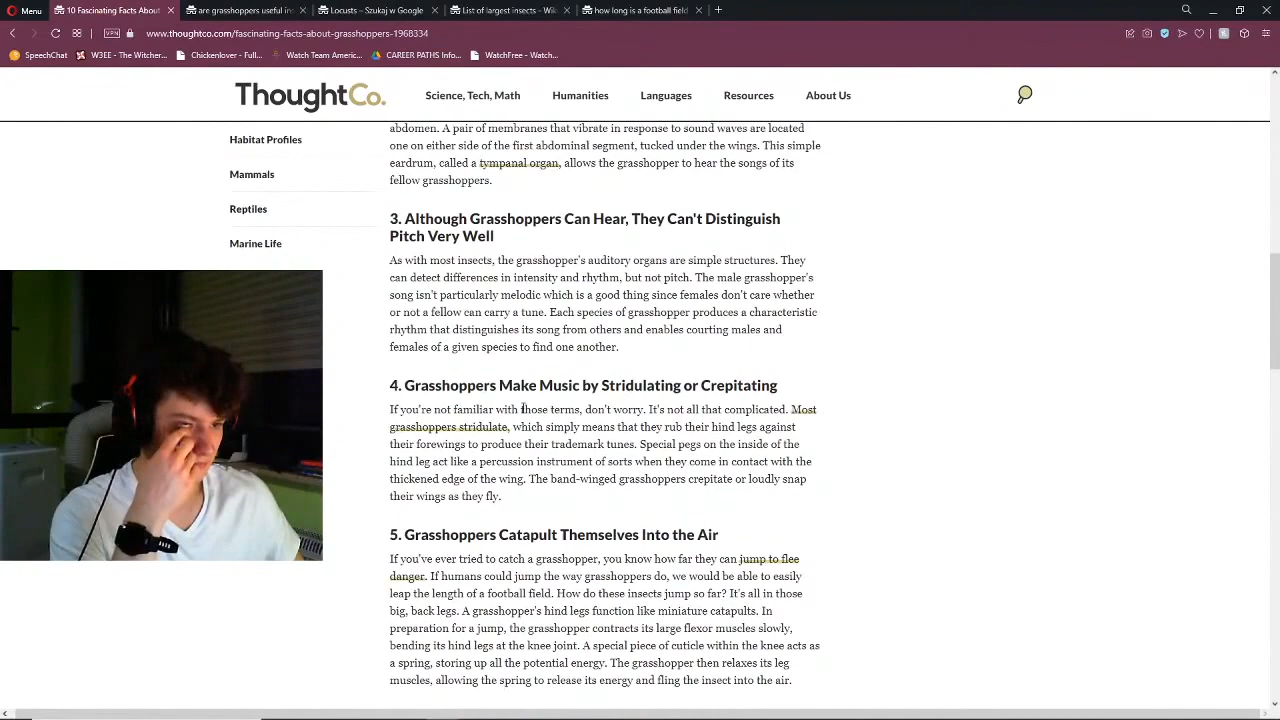 Menu
10 Fascinating Facts About
are grasshoppers useful ins
Locusts – Szukaj w Google
List of largest insects - Wik
how long is a football field
VPN
www.thoughtco.com/fascinating-facts-about-grasshoppers-1968334
SpeechChat
W3EE - The Witcher...
Chickenlover - Full...
Watch Team Americ...
CAREER PATHS Info...
WatchFree - Watch...
ThoughtCo.
Science, Tech, Math
Humanities
Languages
Resources
About Us
Habitat Profiles
Mammals
Reptiles
Marine Life
abdomen. A pair of membranes that vibrate in response to sound waves are located
one on either side of the first abdominal segment, tucked under the wings. This simple
eardrum, called a tympanal organ, allows the grasshopper to hear the songs of its
fellow grasshoppers.
3. Although Grasshoppers Can Hear, They Can't Distinguish
Pitch Very Well
As with most insects, the grasshopper's auditory organs are simple structures. They
can detect differences in intensity and rhythm, but not pitch. The male grasshopper's
song isn't particularly melodic which is a good thing since females don't care whether
or not a fellow can carry a tune. Each species of grasshopper produces a characteristic
rhythm that distinguishes its song from others and enables courting males and
females of a given species to find one another.
4. Grasshoppers Make Music by Stridulating or Crepitating
If you're not familiar with those terms, don't worry. It's not all that complicated. Most
grasshoppers stridulate, which simply means that they rub their hind legs against
their forewings to produce their trademark tunes. Special pegs on the inside of the
hind leg act like a percussion instrument of sorts when they come in contact with the
thickened edge of the wing. The band-winged grasshoppers crepitate or loudly snap
their wings as they fly.
5. Grasshoppers Catapult Themselves Into the Air
If you've ever tried to catch a grasshopper, you know how far they can jump to flee
danger. If humans could jump the way grasshoppers do, we would be able to easily
leap the length of a football field. How do these insects jump so far? It's all in those
big, back legs. A grasshopper's hind legs function like miniature catapults. In
preparation for a jump, the grasshopper contracts its large flexor muscles slowly,
bending its hind legs at the knee joint. A special piece of cuticle within the knee acts as
a spring, storing up all the potential energy. The grasshopper then relaxes its leg
muscles, allowing the spring to release its energy and fling the insect into the air.